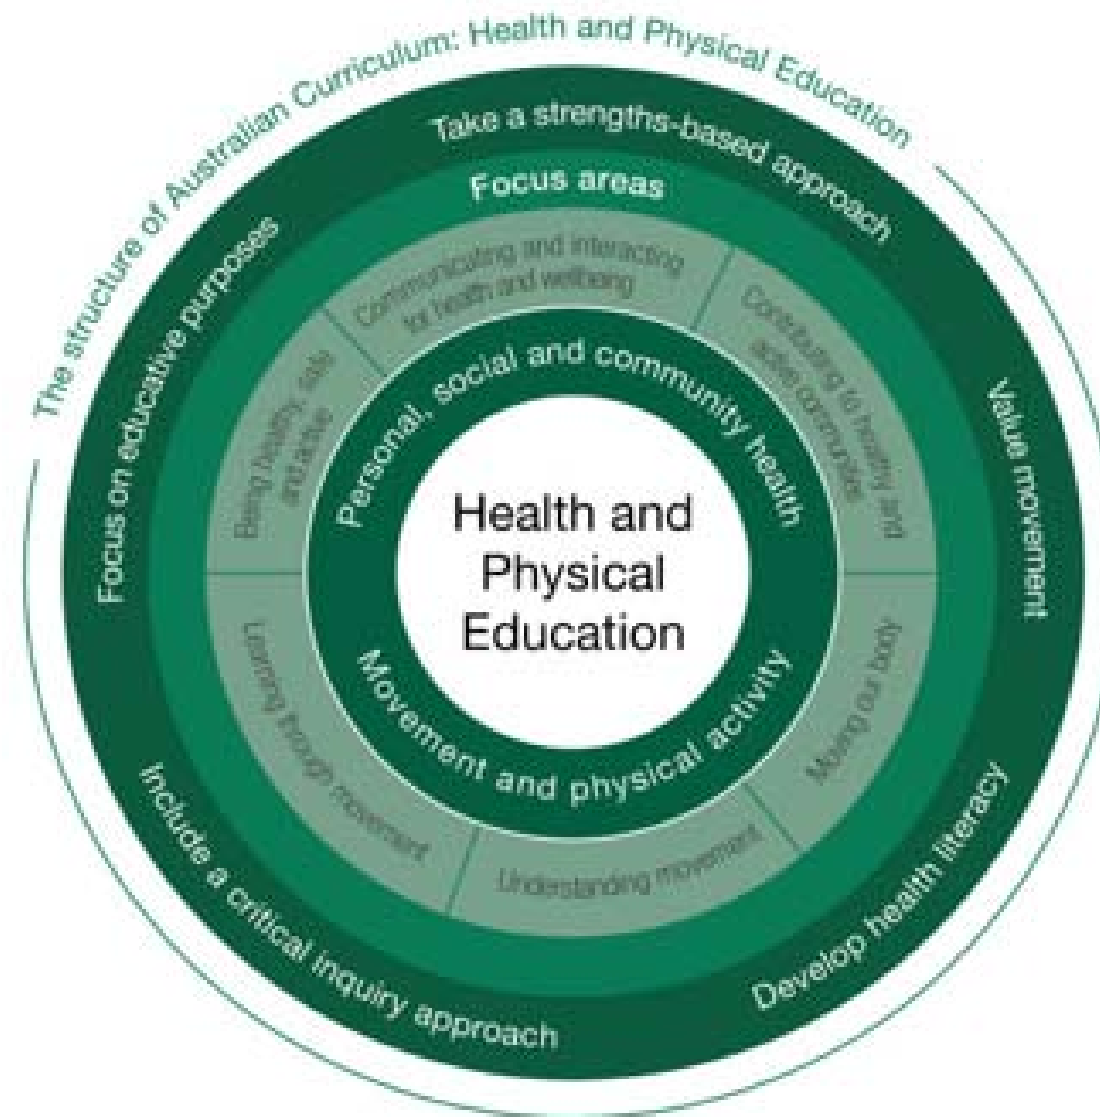 The structure of Australian Curriculum: Health and Physical Education
Take a strengths-based approach
Focus on educative purposes
Value movement
Include a critical inquiry approach
Develop health literacy
Focus areas
Communicating and interacting
for health and wellbeing
Being healthy, safe
and active
Contributing to healthy and
active communities
Learning through movement
Understanding movement
Moving our body
Personal, social and community health
Movement and physical activity
Health and
Physical
Education